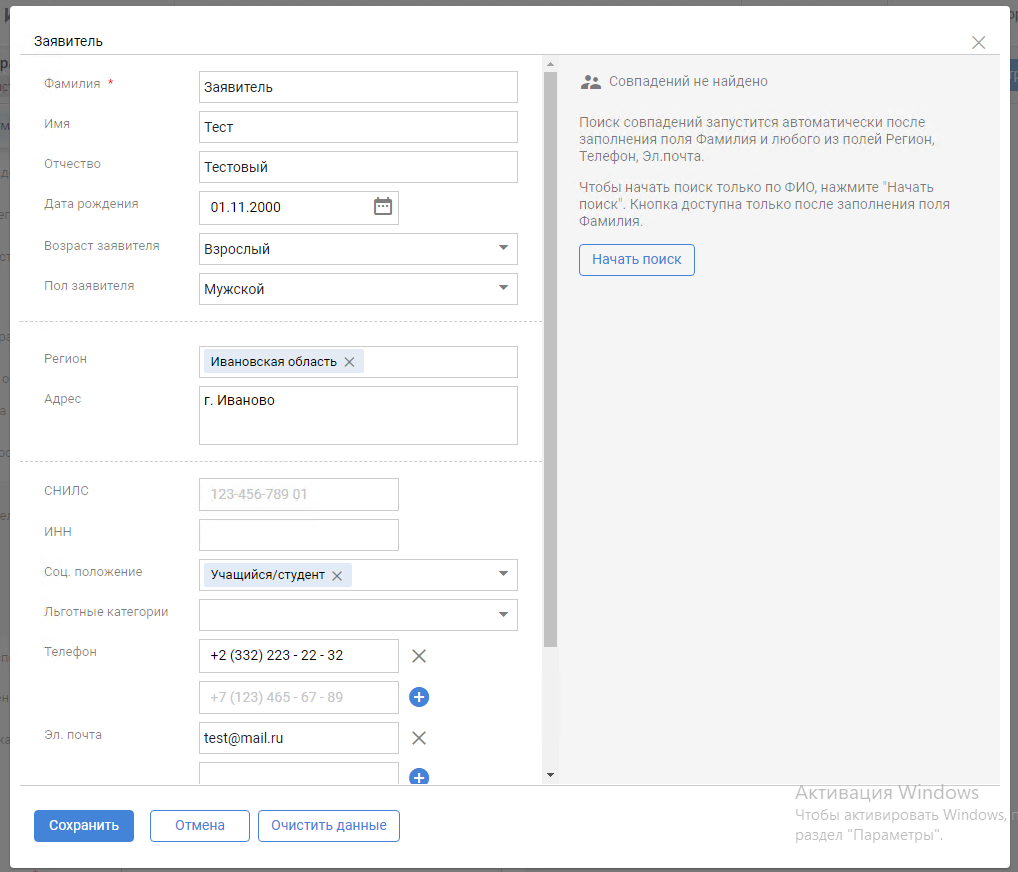 Заявитель
Фамилия *
Заявитель
Имя
Тест
Отчество
Тестовый
Дата рождения
01.11.2000
Возраст заявителя
Взрослый
Пол заявителя
Мужской
Регион
Ивановская область
Адрес
г. Иваново
СНИЛС
123-456-789 01
ИНН
Соц. положение
Учащийся/студент
Льготные категории
Телефон
+2 (332) 223 - 22 - 32
+7 (123) 465 - 67 - 89
Эл. почта
test@mail.ru
Совпадений не найдено
Поиск совпадений запустится автоматически после
заполнения поля Фамилия и любого из полей Регион,
Телефон, Эл.почта.
Чтобы начать поиск только по ФИО, нажмите "Начать
поиск". Кнопка доступна только после заполнения поля
Фамилия.
Начать поиск
Сохранить
Отмена
Очистить данные
Активация Windows
Чтобы активировать Windows,
раздел "Параметры".